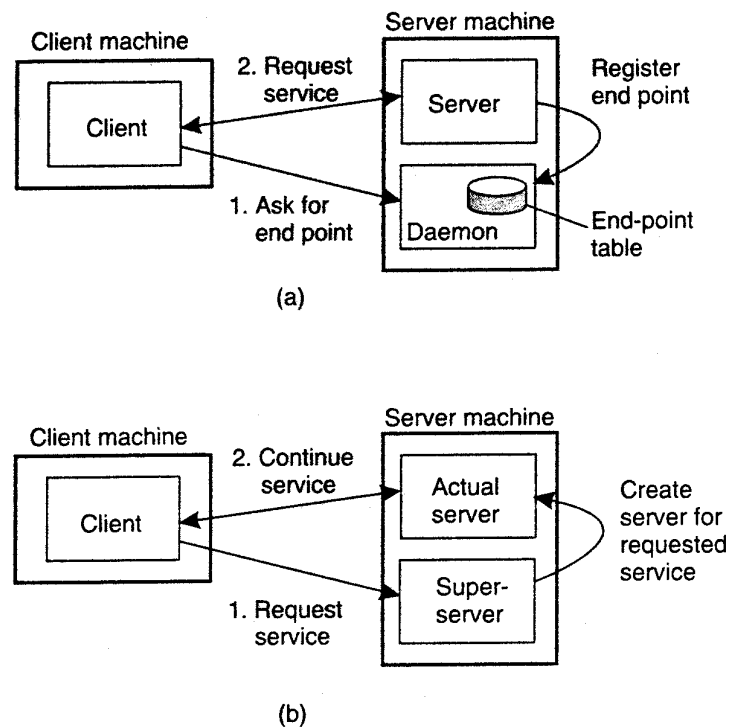 Client machine
Server machine
2. Request
service
Client
Server
Register
end point
1. Ask for
end point
Daemon
End-point
table
(a)
Client machine
Server machine
2. Continue
service
Client
Actual
server
Create
server for
requested
service
1. Request
service
Super-
server
(b)